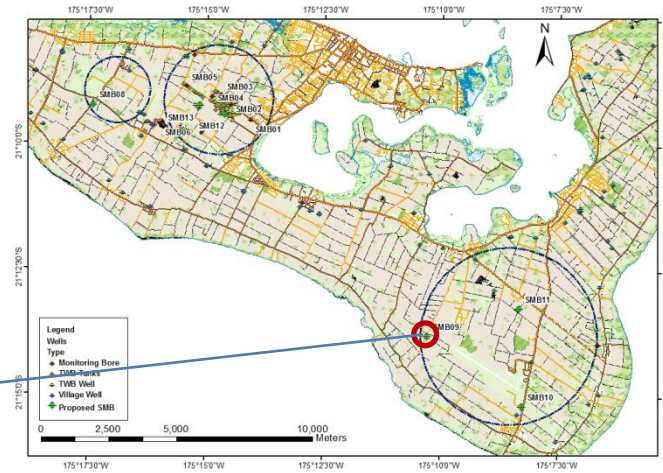 175°17'30"W 175°15'0"W 175°12'30"W 175°10'0"W 175°7'30"W
N
SMB05
SMB08
SMB03
SMB04
SMB02
SMB13
SMB06
SMB12
SMB01
21°10'0"S
21°12'30"S
SMB11
SMB09
SMB10
21°15'0"S
Legend
Wells
Type
Monitoring Bore
TWB Tanks
TWB Well
Village Well
Proposed SMB
0 2,500 5,000 10,000
Meters
175°17'30"W 175°15'0"W 175°12'30"W 175°10'0"W 175°7'30"W